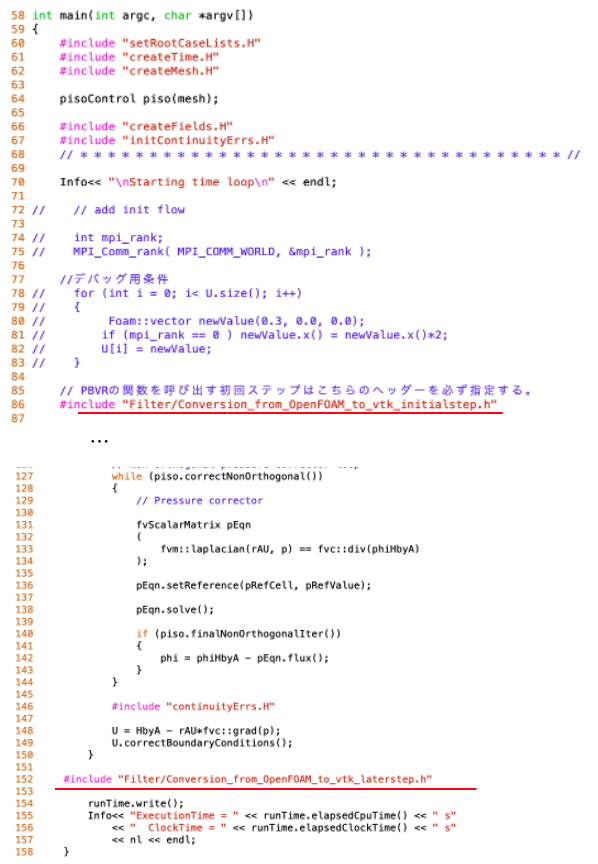 58 int main(int argc, char *argv[])
59 {
60     #include "setRootCaseLists.H"
61     #include "createTime.H"
62     #include "createMesh.H"
63
64     pisoControl piso(mesh);
65
66     #include "createFields.H"
67     #include "initContinuityErrs.H"
68     // * * * * * * * * * * * * * * * * * * * * * * * * * * * * * * * * * * * //
69
70     Info<< "\nStarting time loop\n" << endl;
71
72 //    // add init flow
73
74 //    int mpi_rank;
75 //    MPI_Comm_rank( MPI_COMM_WORLD, &mpi_rank );
76
77     //デバッグ用条件
78 //    for (int i = 0; i< U.size(); i++)
79 //    {
80 //         Foam::vector newValue(0.3, 0.0, 0.0);
81 //        if (mpi_rank == 0 ) newValue.x() = newValue.x()*2;
82 //        U[i] = newValue;
83 //    }
84
85     // PBVRの関数を呼び出す初回ステップはこちらのヘッダーを必ず指定する。
86     #include "Filter/Conversion_from_OpenFOAM_to_vtk_initialstep.h"
87
...
127             while (piso.correctNonOrthogonal())
128             {
129                 // Pressure corrector
130
131                 fvScalarMatrix pEqn
132                 (
133                     fvm::laplacian(rAU, p) == fvc::div(phiHbyA)
134                 );
135
136                 pEqn.setReference(pRefCell, pRefValue);
137
138                 pEqn.solve();
139
140                 if (piso.finalNonOrthogonalIter())
141                 {
142                     phi = phiHbyA - pEqn.flux();
143                 }
144             }
145
146             #include "continuityErrs.H"
147
148             U = HbyA - rAU*fvc::grad(p);
149             U.correctBoundaryConditions();
150         }
151
152     #include "Filter/Conversion_from_OpenFOAM_to_vtk_laterstep.h"
153
154         runTime.write();
155         Info<< "ExecutionTime = " << runTime.elapsedCpuTime() << " s"
156             << "  ClockTime = " << runTime.elapsedClockTime() << " s"
157             << nl << endl;
158     }